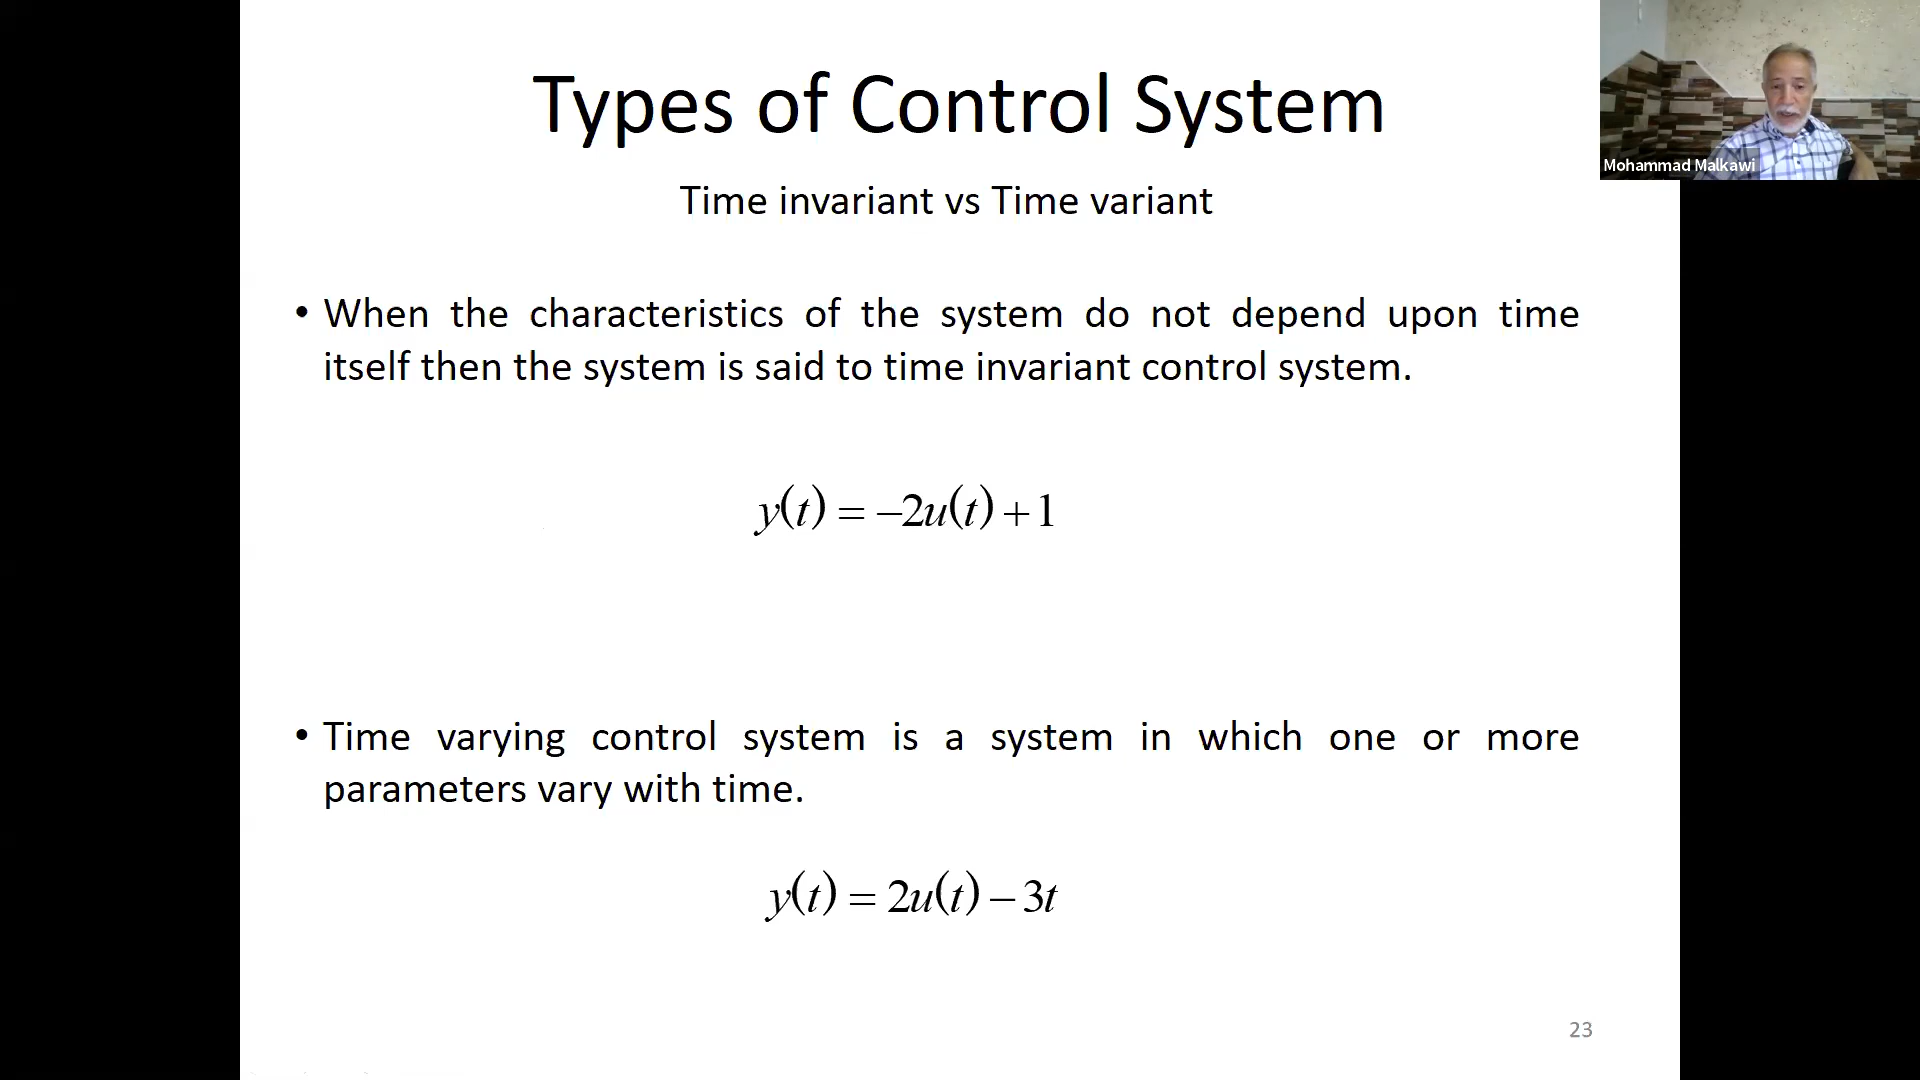 Types of Control System
Mohammad Malkawi
Time invariant vs Time variant
• When the characteristics of the system do not depend upon time
itself then the system is said to time invariant control system.
y(t) = −2u(t) + 1
• Time varying control system is a system in which one or more
parameters vary with time.
y(t) = 2u(t) − 3t
23